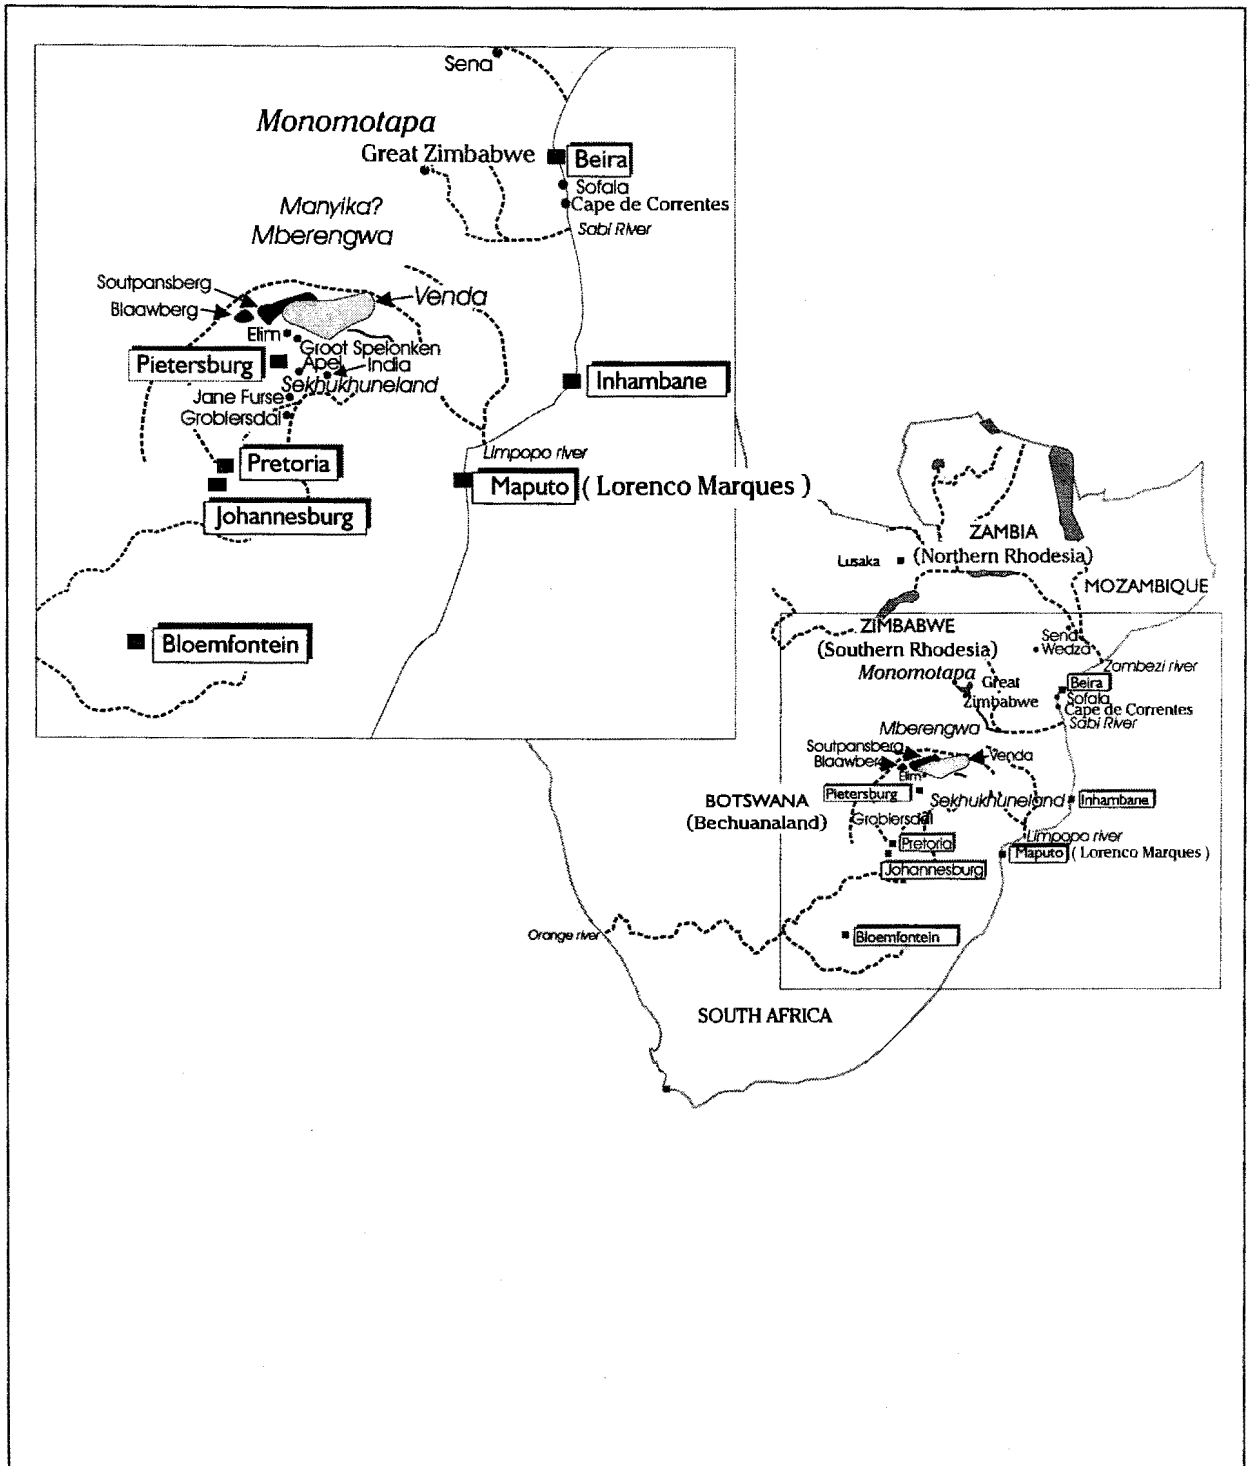 Sena
Monomotapa
Great Zimbabwe
Beira
Sofala
Cape de Correntes
Sabi River
Manyika?
Mberengwa
Soutpansberg
Blaawberg
Venda
Elim
Groot Spelonken
Apel
India
Pietersburg
Sekhukhuneland
Inhambane
Jane Furse
Groblersdal
Limpopo river
Pretoria
Maputo ( Lorenco Marques )
Johannesburg
Bloemfontein
ZAMBIA
(Northern Rhodesia)
Lusaka
MOZAMBIQUE
ZIMBABWE
(Southern Rhodesia)
Sena
Wedza
Zambezi river
Monomotapa
Great
Zimbabwe
Beira
Sofala
Cape de Correntes
Sabi River
Mberengwa
Soutpansberg
Blaawberg
Venda
Elim
Pietersburg
Sekhukhuneland
Inhambane
BOTSWANA
(Bechuanaland)
Groblersdal
Limpopo river
Pretoria
Maputo ( Lorenco Marques )
Johannesburg
Orange river
Bloemfontein
SOUTH AFRICA